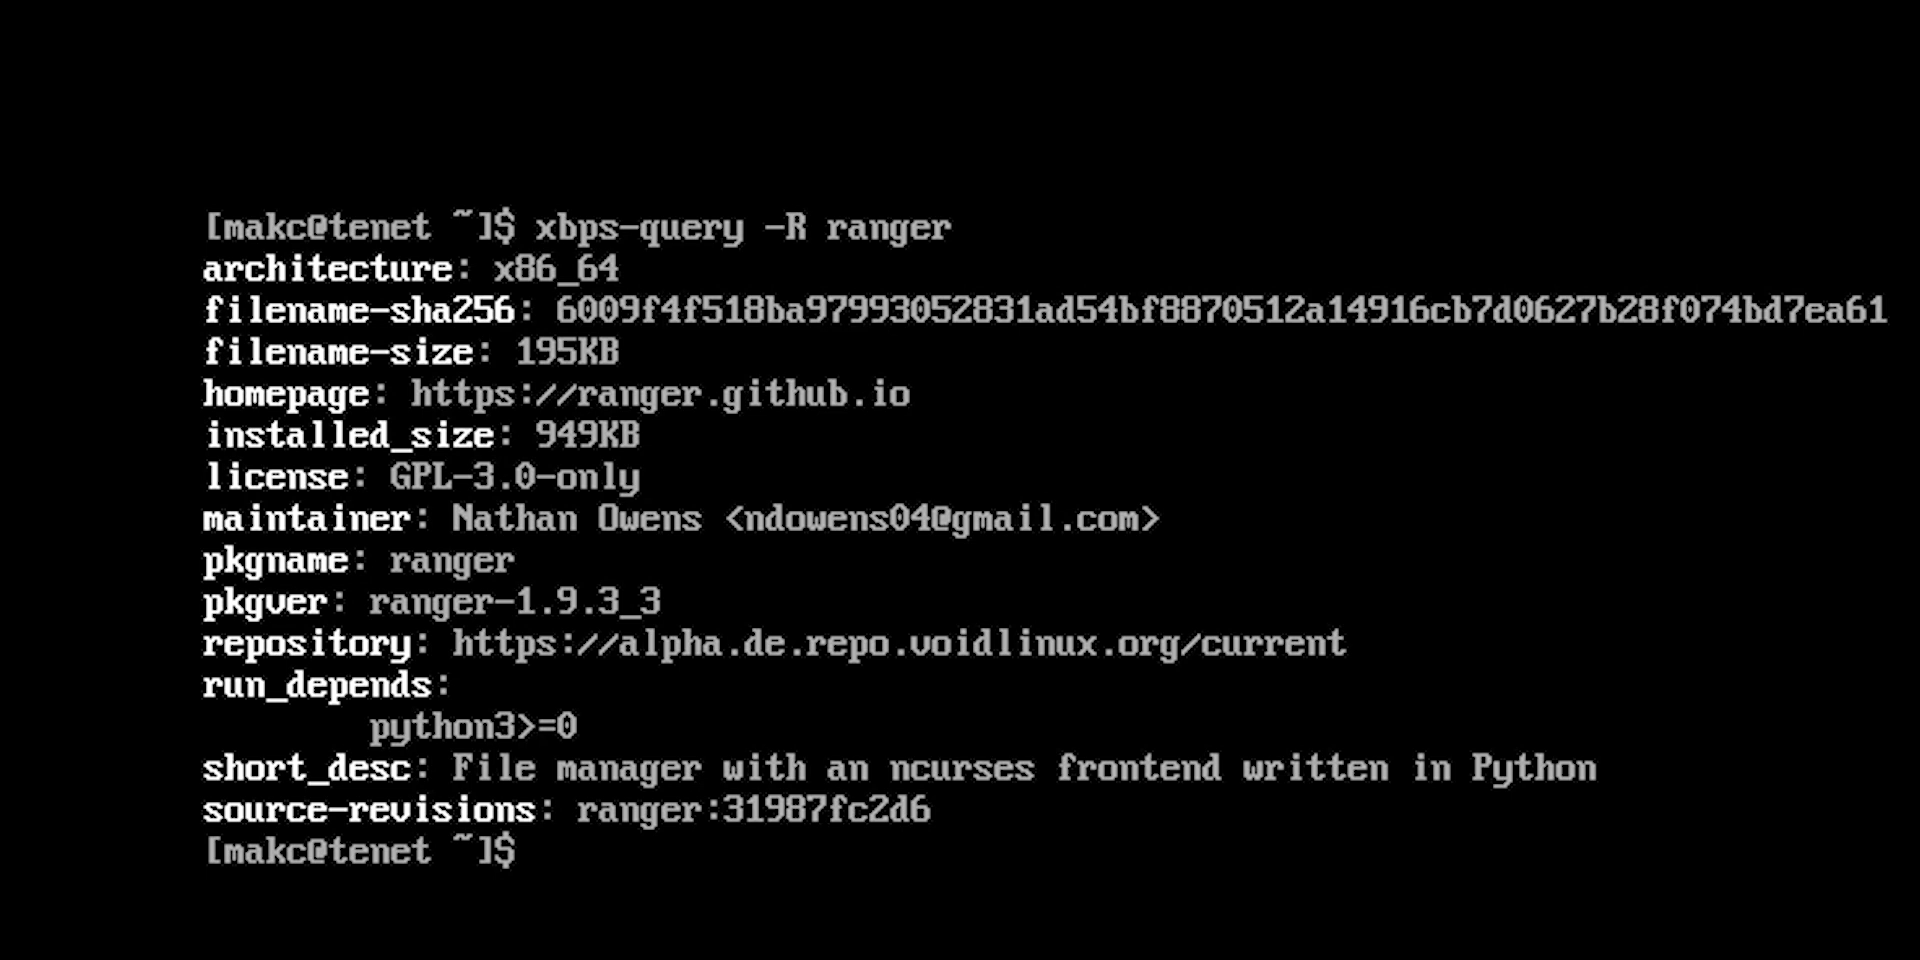 [makc@tenet ~]$ xbps-query -R ranger
architecture: x86_64
filename-sha256: 6009f4f518ba97993052831ad54bf8870512a14916cb7d0627b28f074bd7ea61
filename-size: 195KB
homepage: https://ranger.github.io
installed_size: 949KB
license: GPL-3.0-only
maintainer: Nathan Owens <ndowens04@gmail.com>
pkgname: ranger
pkgver: ranger-1.9.3_3
repository: https://alpha.de.repo.voidlinux.org/current
run_depends:
        python3>=0
short_desc: File manager with an ncurses frontend written in Python
source-revisions: ranger:31987fc2d6
[makc@tenet ~]$